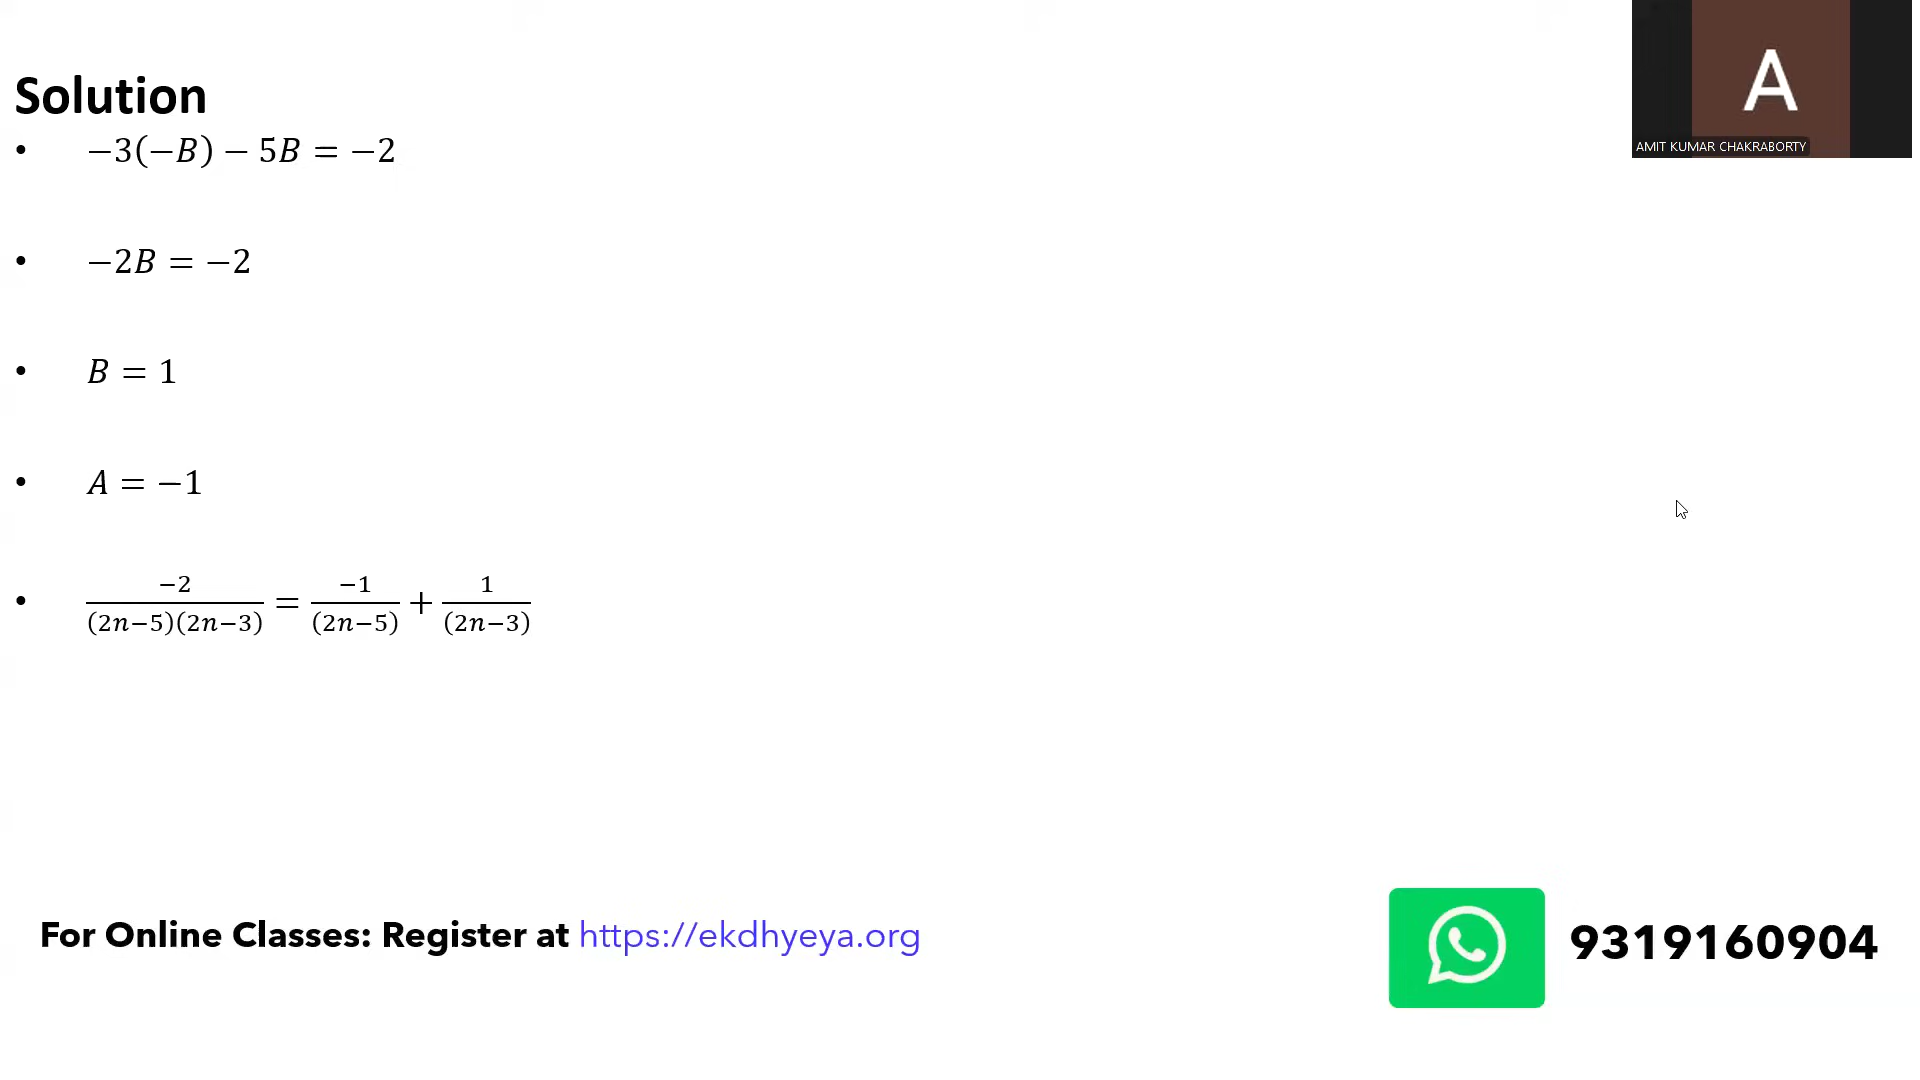 Solution
• −3(−B) − 5B = −2
• −2B = −2
• B = 1
• A = −1
• −2/((2n−5)(2n−3)) = −1/(2n−5) + 1/(2n−3)
A
AMIT KUMAR CHAKRABORTY
For Online Classes: Register at https://ekdhyeya.org
9319160904